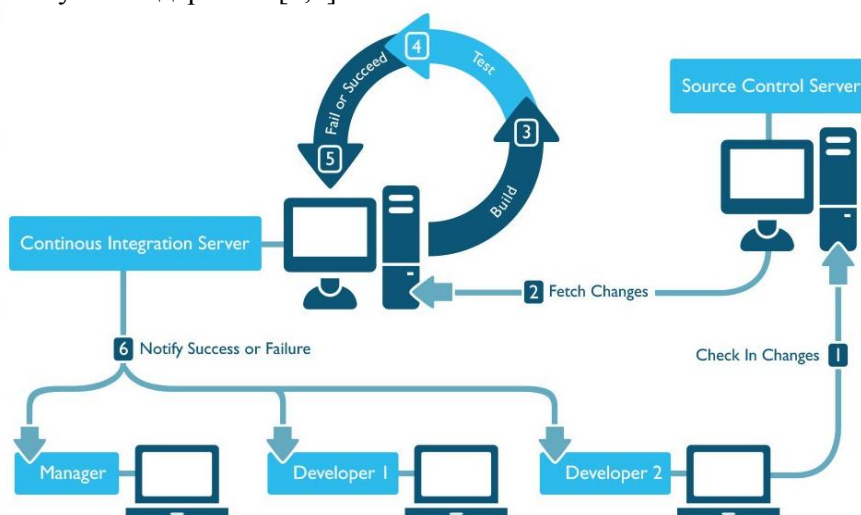 4
Test
Fail or Succeed
3
5
Build
Source Control Server
Continous Integration Server
2 Fetch Changes
6 Notify Success or Failure
Check In Changes 1
Manager
Developer 1
Developer 2